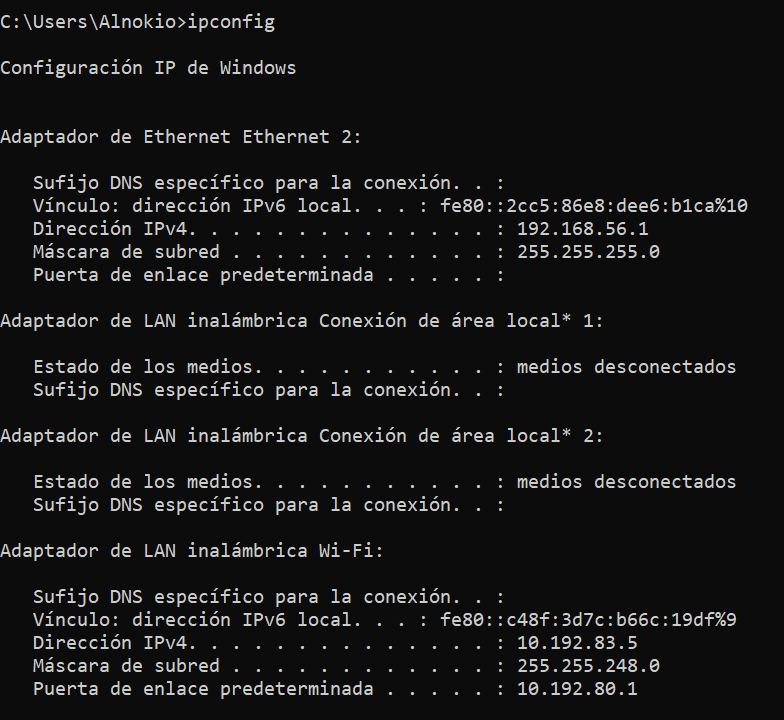 C:\Users\Alnokio>ipconfig
Configuración IP de Windows
Adaptador de Ethernet Ethernet 2:
Sufijo DNS específico para la conexión. . :
Vínculo: dirección IPv6 local. . . : fe80::2cc5:86e8:dee6:b1ca%10
Dirección IPv4. . . . . . . . . . . . . . : 192.168.56.1
Máscara de subred . . . . . . . . . . . . : 255.255.255.0
Puerta de enlace predeterminada . . . . . :
Adaptador de LAN inalámbrica Conexión de área local* 1:
Estado de los medios. . . . . . . . . . . : medios desconectados
Sufijo DNS específico para la conexión. . :
Adaptador de LAN inalámbrica Conexión de área local* 2:
Estado de los medios. . . . . . . . . . . : medios desconectados
Sufijo DNS específico para la conexión. . :
Adaptador de LAN inalámbrica Wi-Fi:
Sufijo DNS específico para la conexión. . :
Vínculo: dirección IPv6 local. . . : fe80::c48f:3d7c:b66c:19df%9
Dirección IPv4. . . . . . . . . . . . . . : 10.192.83.5
Máscara de subred . . . . . . . . . . . . : 255.255.248.0
Puerta de enlace predeterminada . . . . . : 10.192.80.1